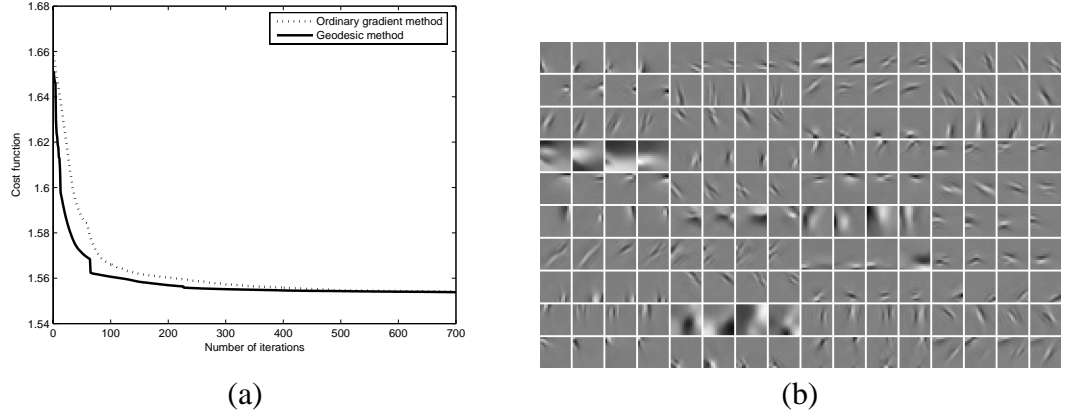 1.68
1.66
1.64
1.62
1.6
1.58
1.56
1.54
Cost function
Ordinary gradient method
Geodesic method
0 100 200 300 400 500 600 700
Number of iterations
(a) (b)